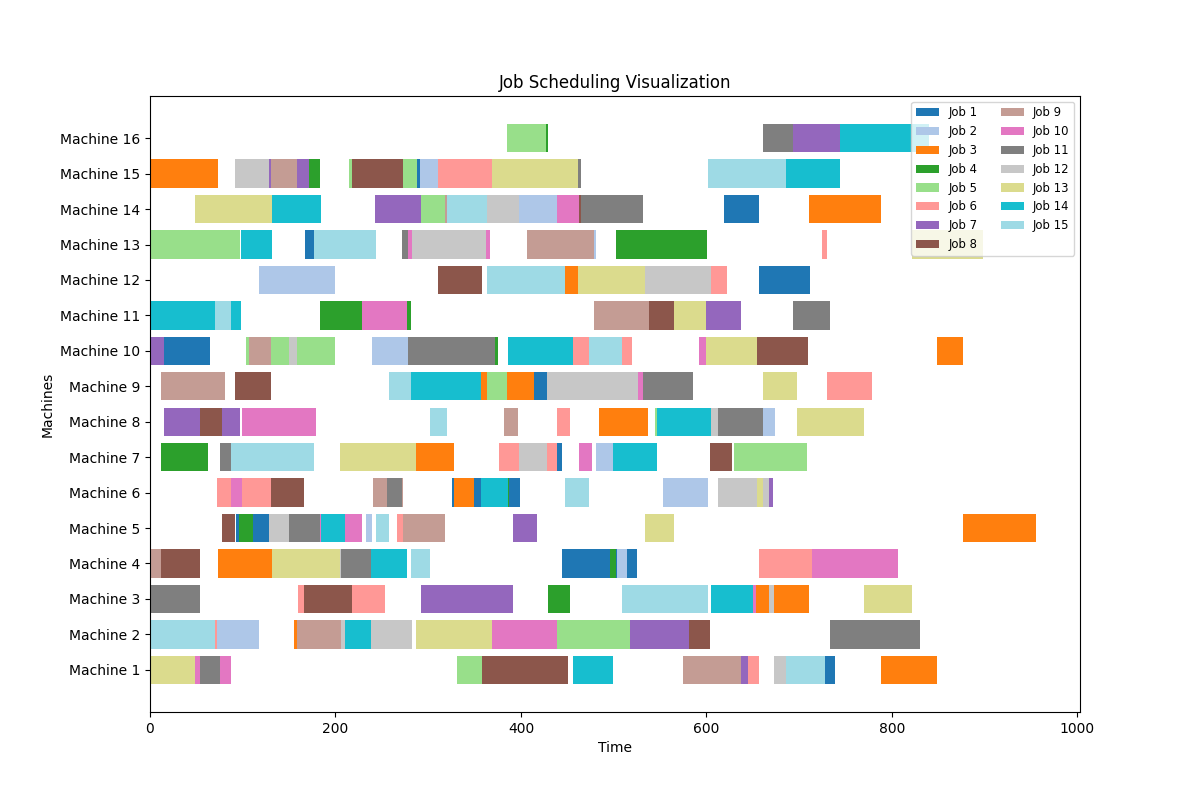 Job Scheduling Visualization
Machine 16
Machine 15
Machine 14
Machine 13
Machine 12
Machine 11
Machine 10
Machine 9
Machine 8
Machine 7
Machine 6
Machine 5
Machine 4
Machine 3
Machine 2
Machine 1
Machines
0 200 400 600 800 1000
Time
Job 1
Job 2
Job 3
Job 4
Job 5
Job 6
Job 7
Job 8
Job 9
Job 10
Job 11
Job 12
Job 13
Job 14
Job 15